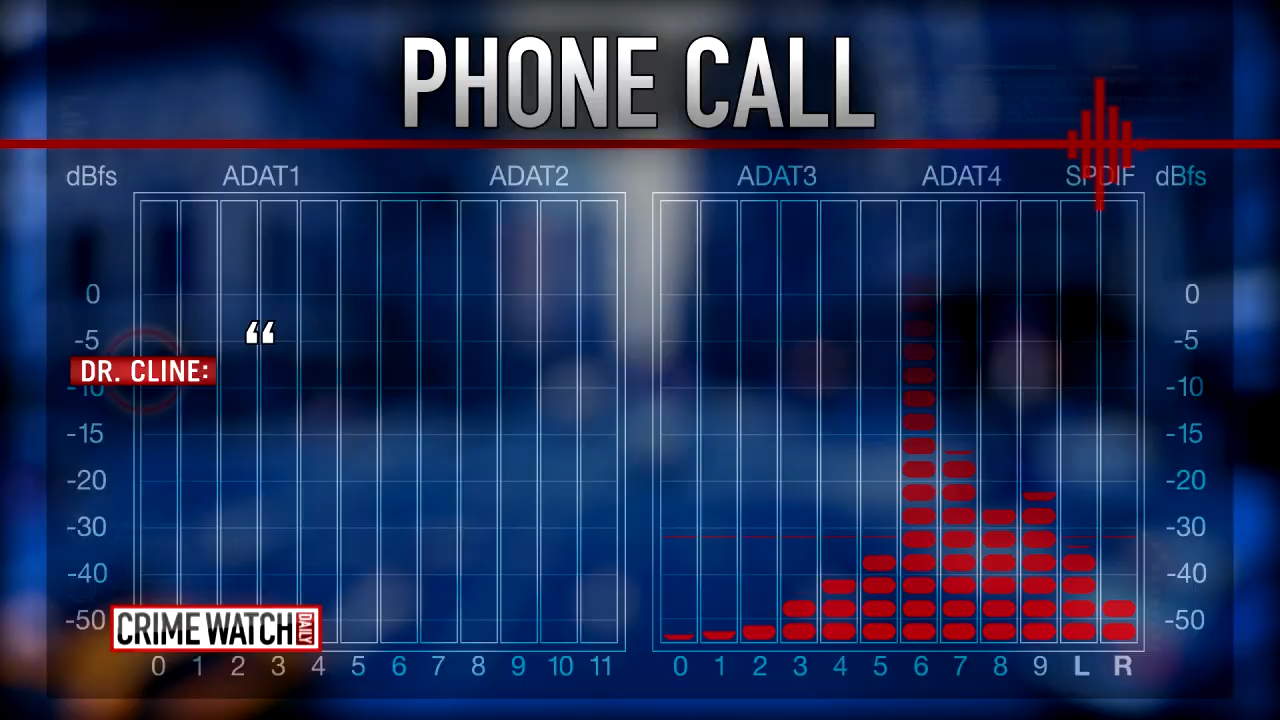 PHONE CALL
dBfs ADAT1 ADAT2 ADAT3 ADAT4 SPDIF dBfs
0 0
-5 “ -5
DR. CLINE:
-10 -10
-15 -15
-20 -20
-30 -30
-40 -40
-50 -50
CRIME WATCH DAILY
0 1 2 3 4 5 6 7 8 9 10 11 0 1 2 3 4 5 6 7 8 9 L R